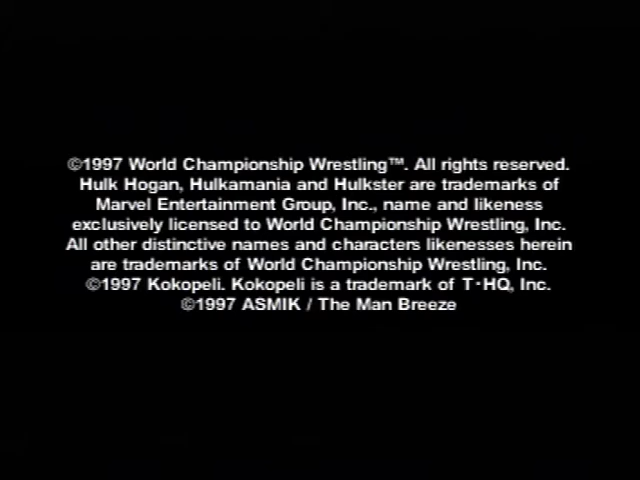 ©1997 World Championship Wrestling™. All rights reserved.
Hulk Hogan, Hulkamania and Hulkster are trademarks of
Marvel Entertainment Group, Inc., name and likeness
exclusively licensed to World Championship Wrestling, Inc.
All other distinctive names and characters likenesses herein
are trademarks of World Championship Wrestling, Inc.
©1997 Kokopeli. Kokopeli is a trademark of T·HQ, Inc.
©1997 ASMIK / The Man Breeze